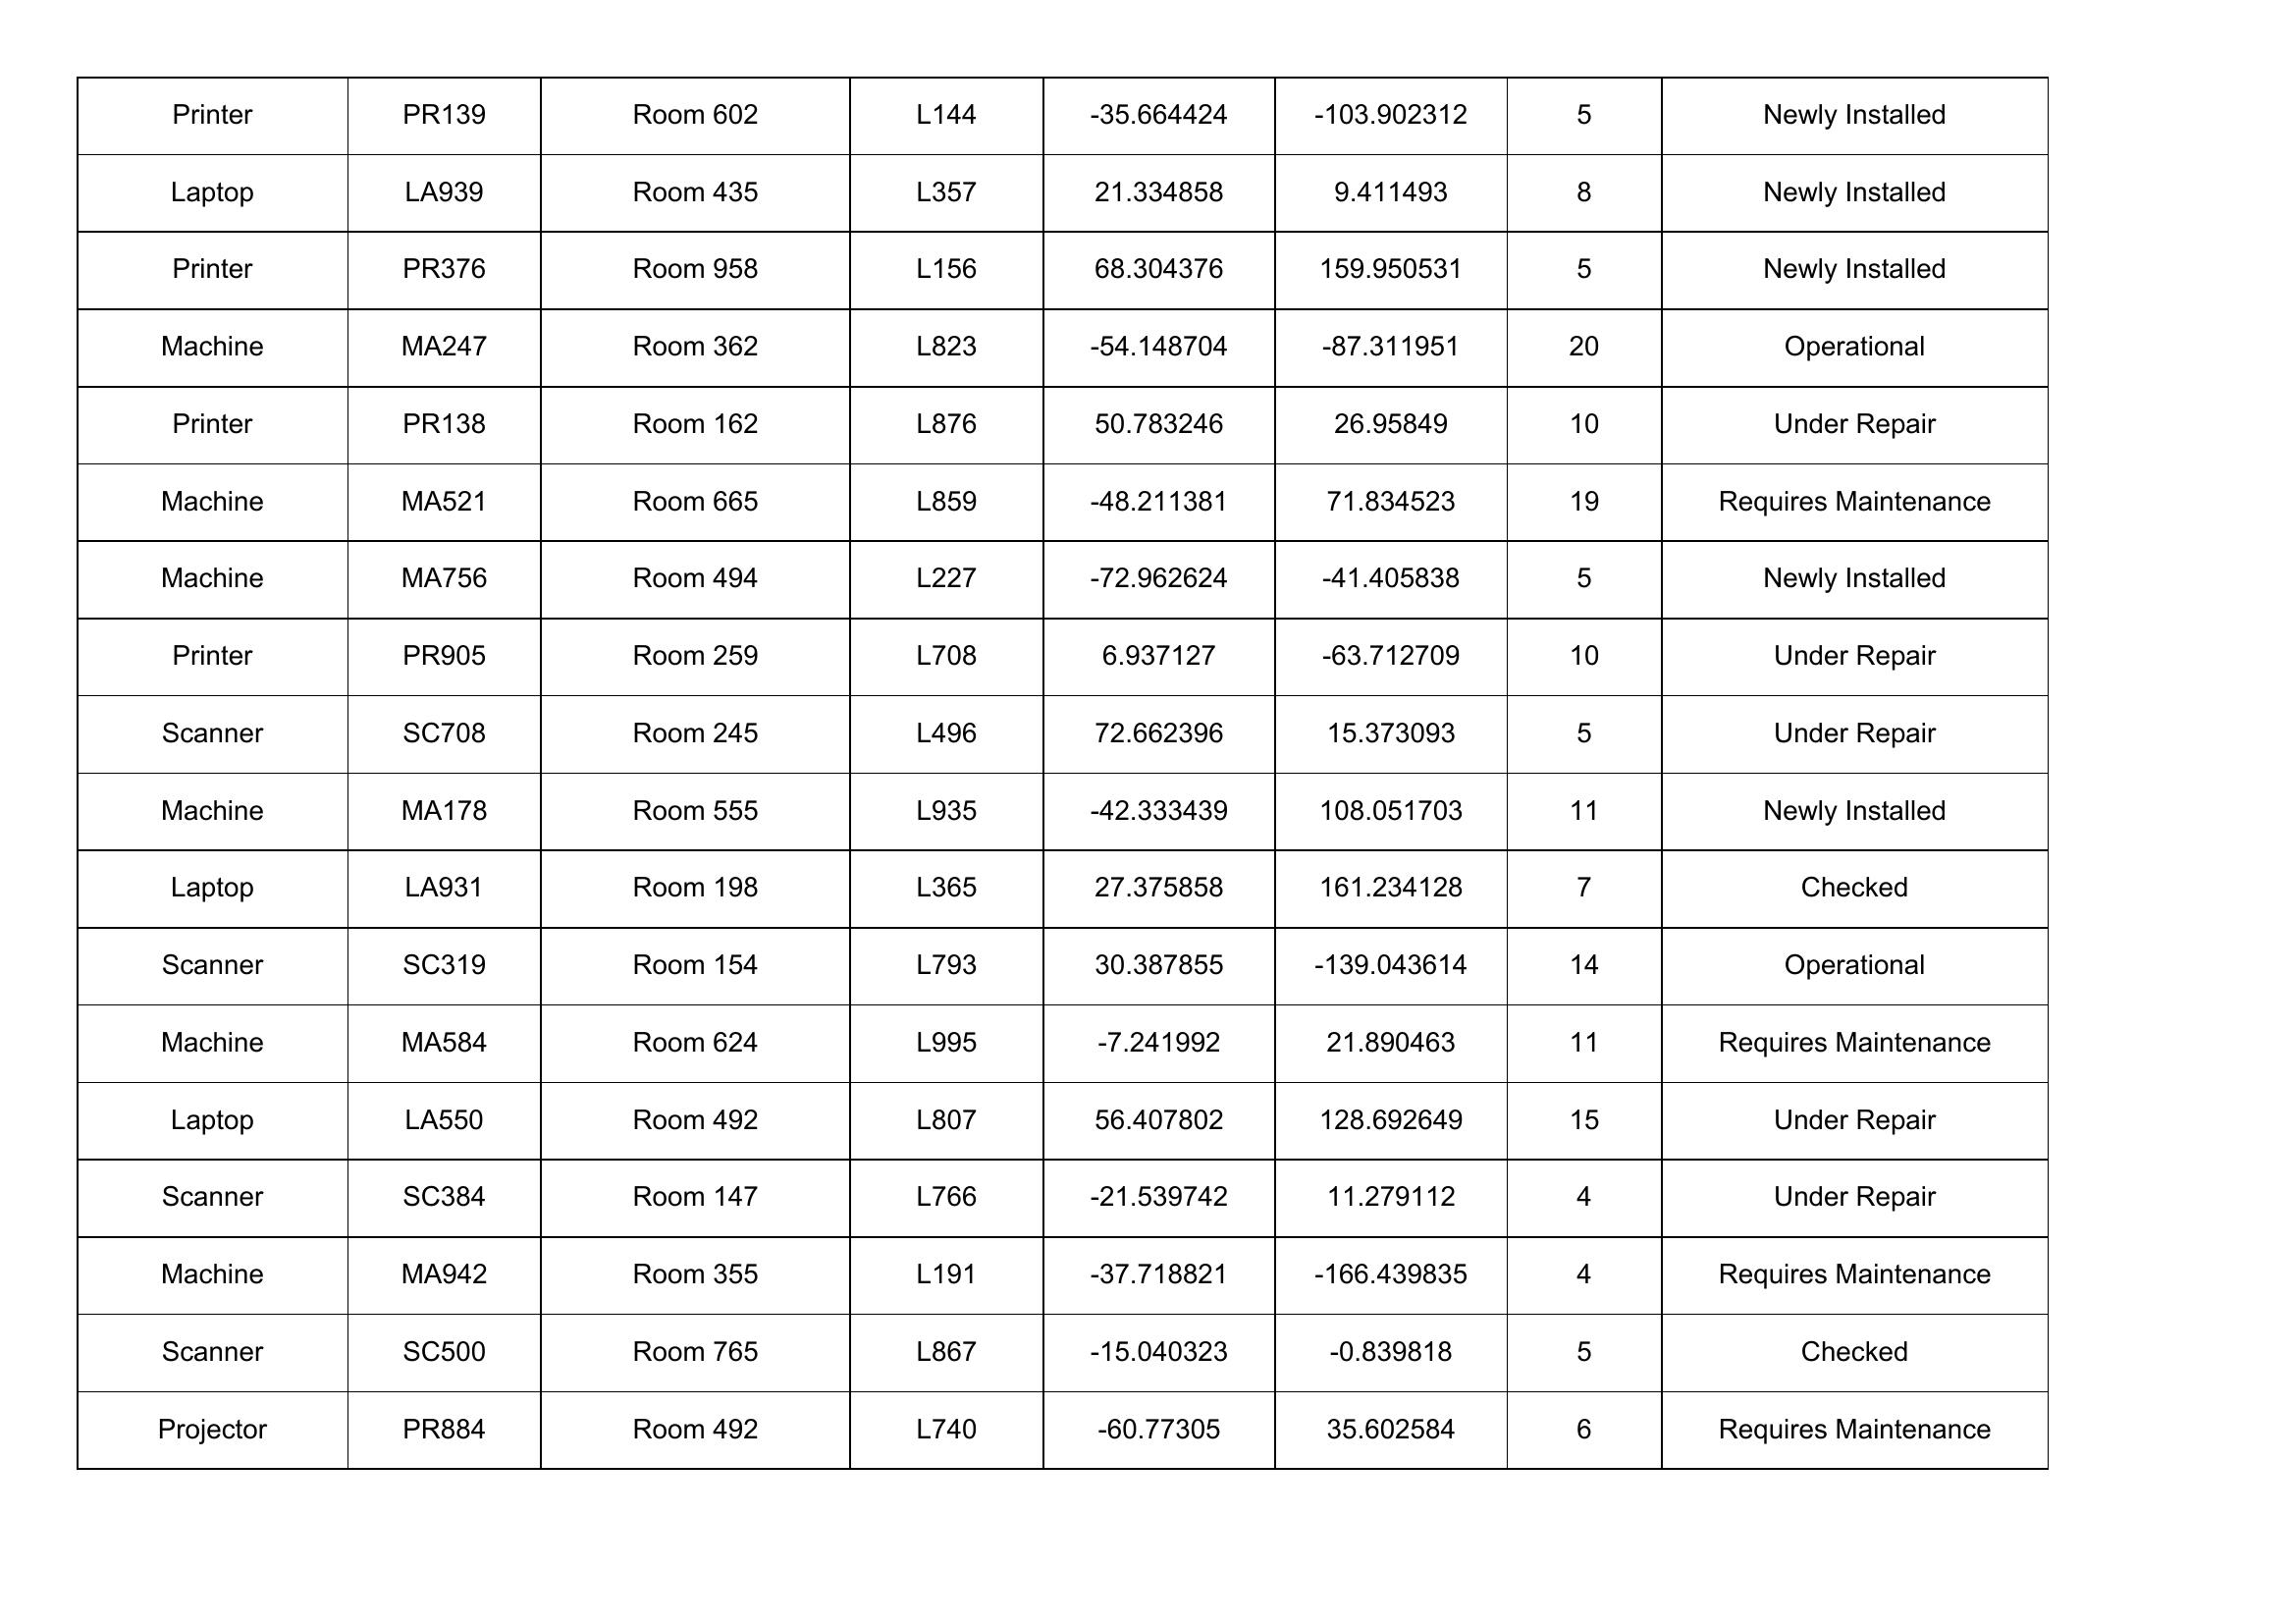 Printer PR139 Room 602 L144 -35.664424 -103.902312 5 Newly Installed
Laptop LA939 Room 435 L357 21.334858 9.411493 8 Newly Installed
Printer PR376 Room 958 L156 68.304376 159.950531 5 Newly Installed
Machine MA247 Room 362 L823 -54.148704 -87.311951 20 Operational
Printer PR138 Room 162 L876 50.783246 26.95849 10 Under Repair
Machine MA521 Room 665 L859 -48.211381 71.834523 19 Requires Maintenance
Machine MA756 Room 494 L227 -72.962624 -41.405838 5 Newly Installed
Printer PR905 Room 259 L708 6.937127 -63.712709 10 Under Repair
Scanner SC708 Room 245 L496 72.662396 15.373093 5 Under Repair
Machine MA178 Room 555 L935 -42.333439 108.051703 11 Newly Installed
Laptop LA931 Room 198 L365 27.375858 161.234128 7 Checked
Scanner SC319 Room 154 L793 30.387855 -139.043614 14 Operational
Machine MA584 Room 624 L995 -7.241992 21.890463 11 Requires Maintenance
Laptop LA550 Room 492 L807 56.407802 128.692649 15 Under Repair
Scanner SC384 Room 147 L766 -21.539742 11.279112 4 Under Repair
Machine MA942 Room 355 L191 -37.718821 -166.439835 4 Requires Maintenance
Scanner SC500 Room 765 L867 -15.040323 -0.839818 5 Checked
Projector PR884 Room 492 L740 -60.77305 35.602584 6 Requires Maintenance